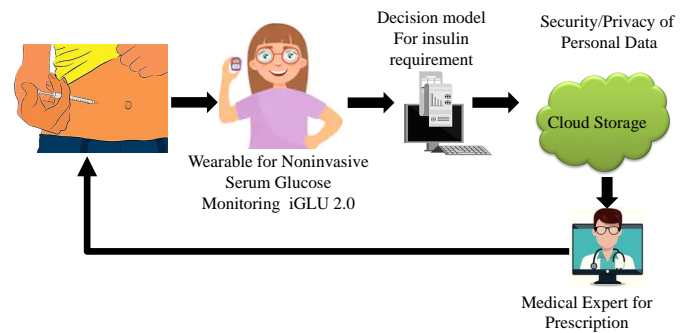 Decision model
For insulin
requirement
Security/Privacy of
Personal Data
Cloud Storage
Wearable for Noninvasive
Serum Glucose
Monitoring iGLU 2.0
Medical Expert for
Prescription